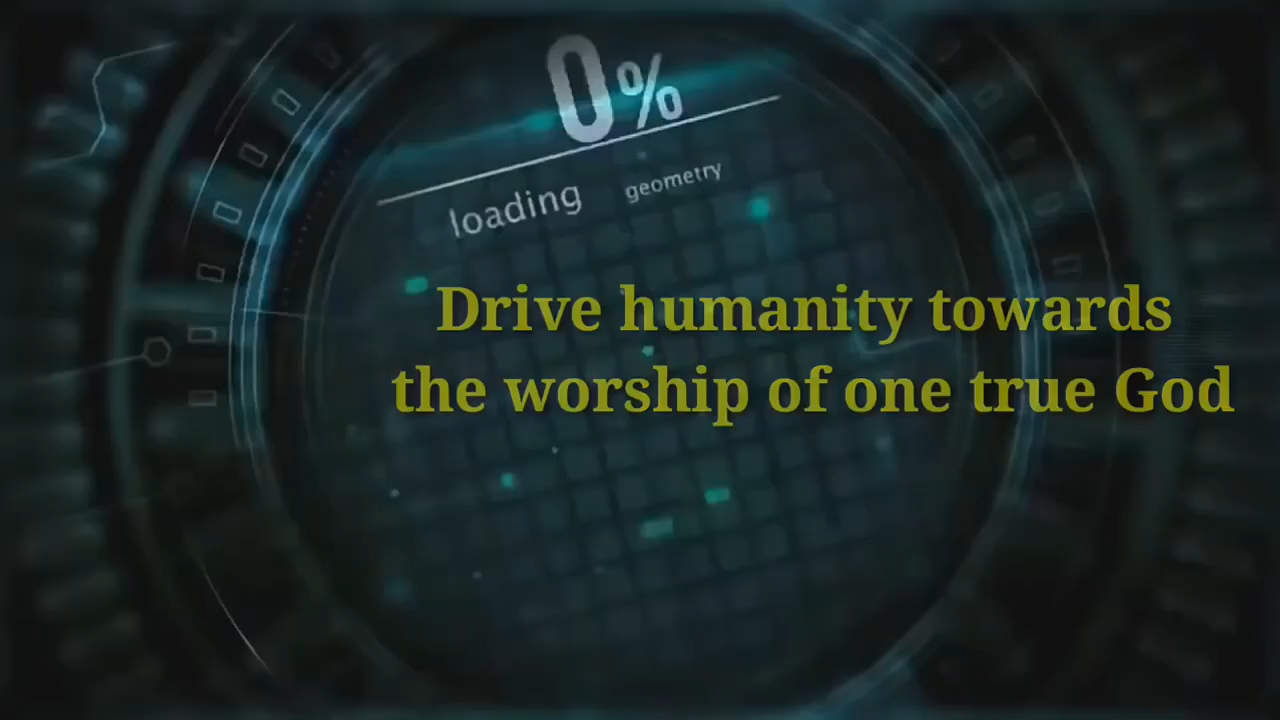 0%
loading geometry
Drive humanity towards
the worship of one true God